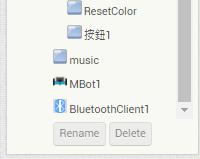 ResetColor
按鈕1
music
MBot1
BluetoothClient1
Rename Delete